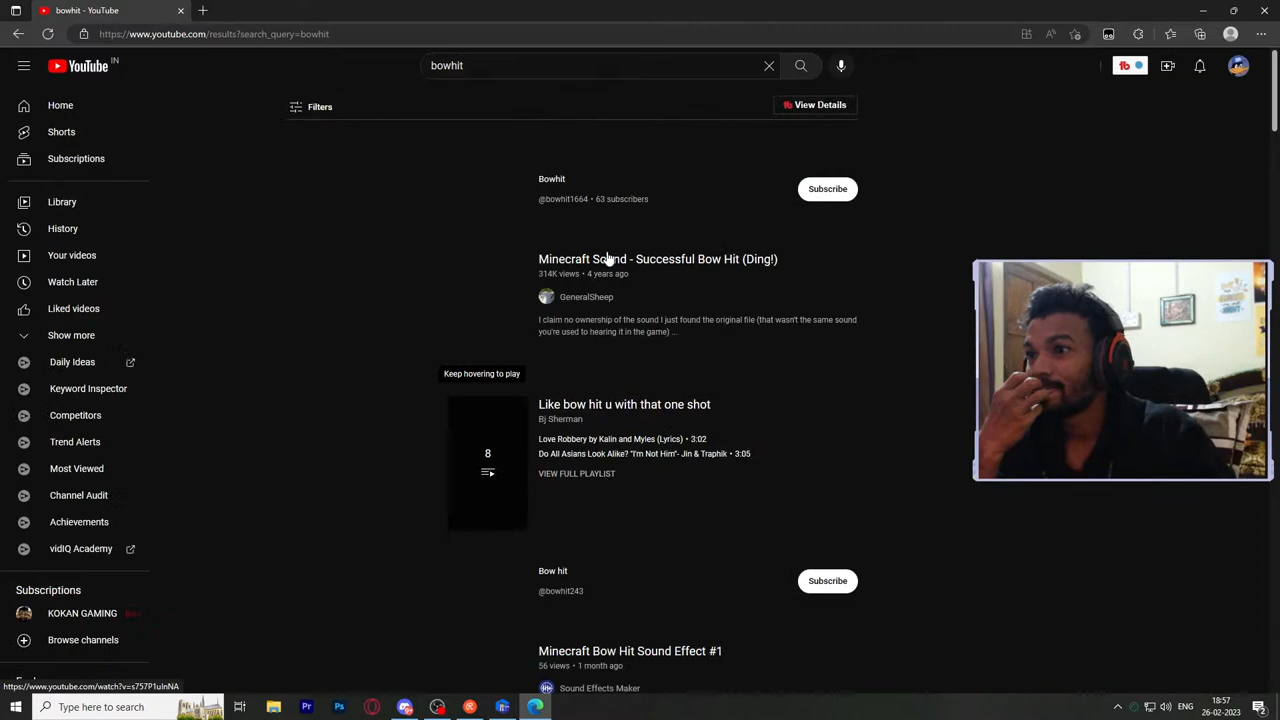 bowhit - YouTube
https://www.youtube.com/results?search_query=bowhit
YouTube IN
bowhit
Home
Shorts
Subscriptions
Library
History
Your videos
Watch Later
Liked videos
Show more
Daily Ideas
Keyword Inspector
Competitors
Trend Alerts
Most Viewed
Channel Audit
Achievements
vidIQ Academy
Subscriptions
KOKAN GAMING
Browse channels
Filters
tb View Details
Bowhit
@bowhit1664 • 63 subscribers
Subscribe
Minecraft Sound - Successful Bow Hit (Ding!)
314K views • 4 years ago
GeneralSheep
I claim no ownership of the sound I just found the original file (that wasn't the same sound
you're used to hearing it in the game) ...
Keep hovering to play
8
Like bow hit u with that one shot
Bj Sherman
Love Robbery by Kalin and Myles (Lyrics) • 3:02
Do All Asians Look Alike? "I'm Not Him"- Jin & Traphik • 3:05
VIEW FULL PLAYLIST
Bow hit
@bowhit243
Subscribe
Minecraft Bow Hit Sound Effect #1
56 views • 1 month ago
Sound Effects Maker
https://www.youtube.com/watch?v=s757P1uInNA
Type here to search
Pr
Ps
ENG
18:57
26-02-2023